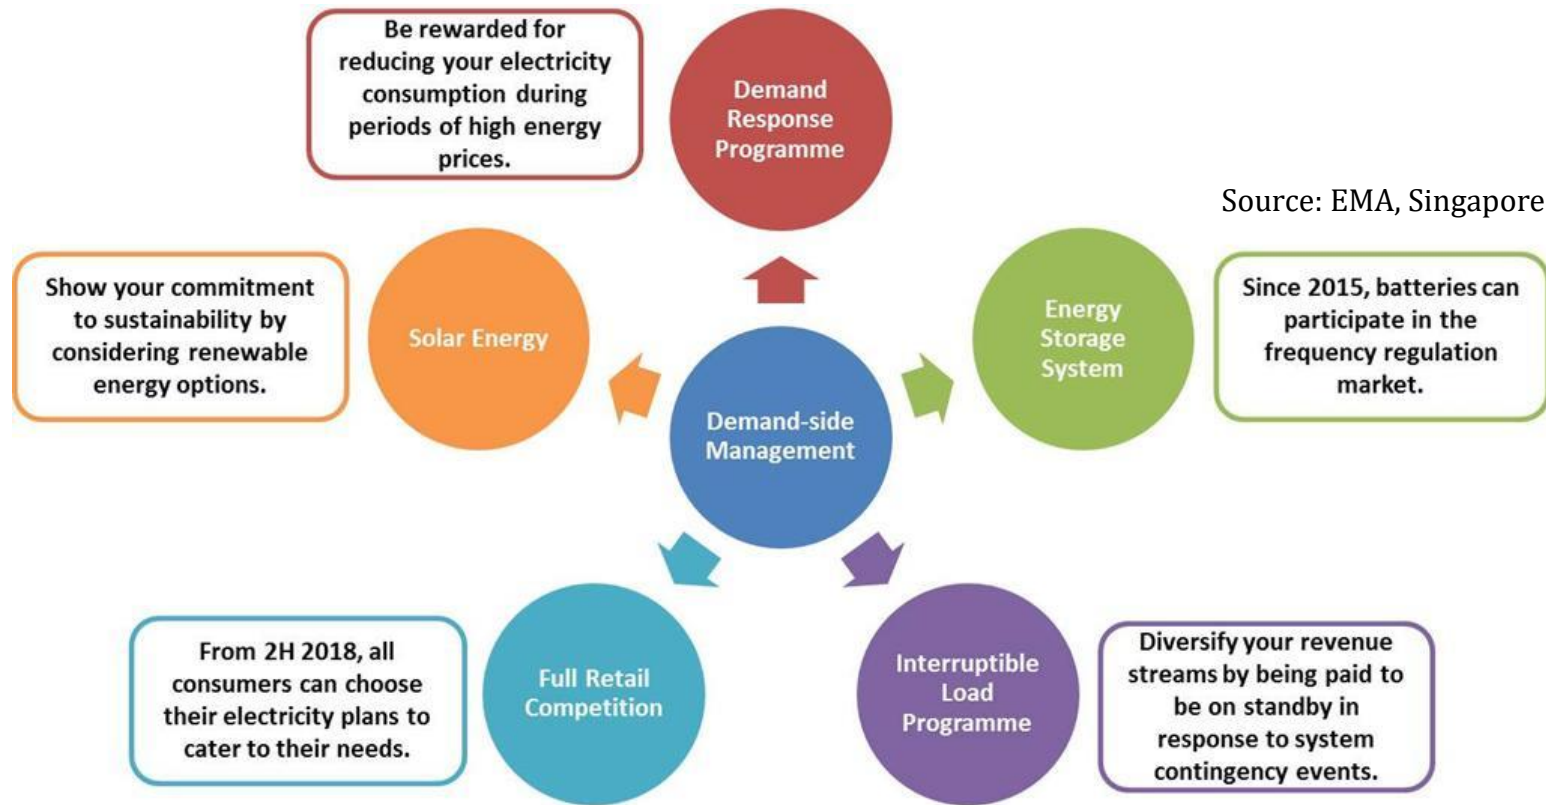 Be rewarded for
reducing your electricity
consumption during
periods of high energy
prices.
Demand
Response
Programme
Source: EMA, Singapore
Show your commitment
to sustainability by
considering renewable
energy options.
Solar Energy
Energy
Storage
System
Since 2015, batteries can
participate in the
frequency regulation
market.
Demand-side
Management
From 2H 2018, all
consumers can choose
their electricity plans to
cater to their needs.
Full Retail
Competition
Interruptible
Load
Programme
Diversify your revenue
streams by being paid to
be on standby in
response to system
contingency events.